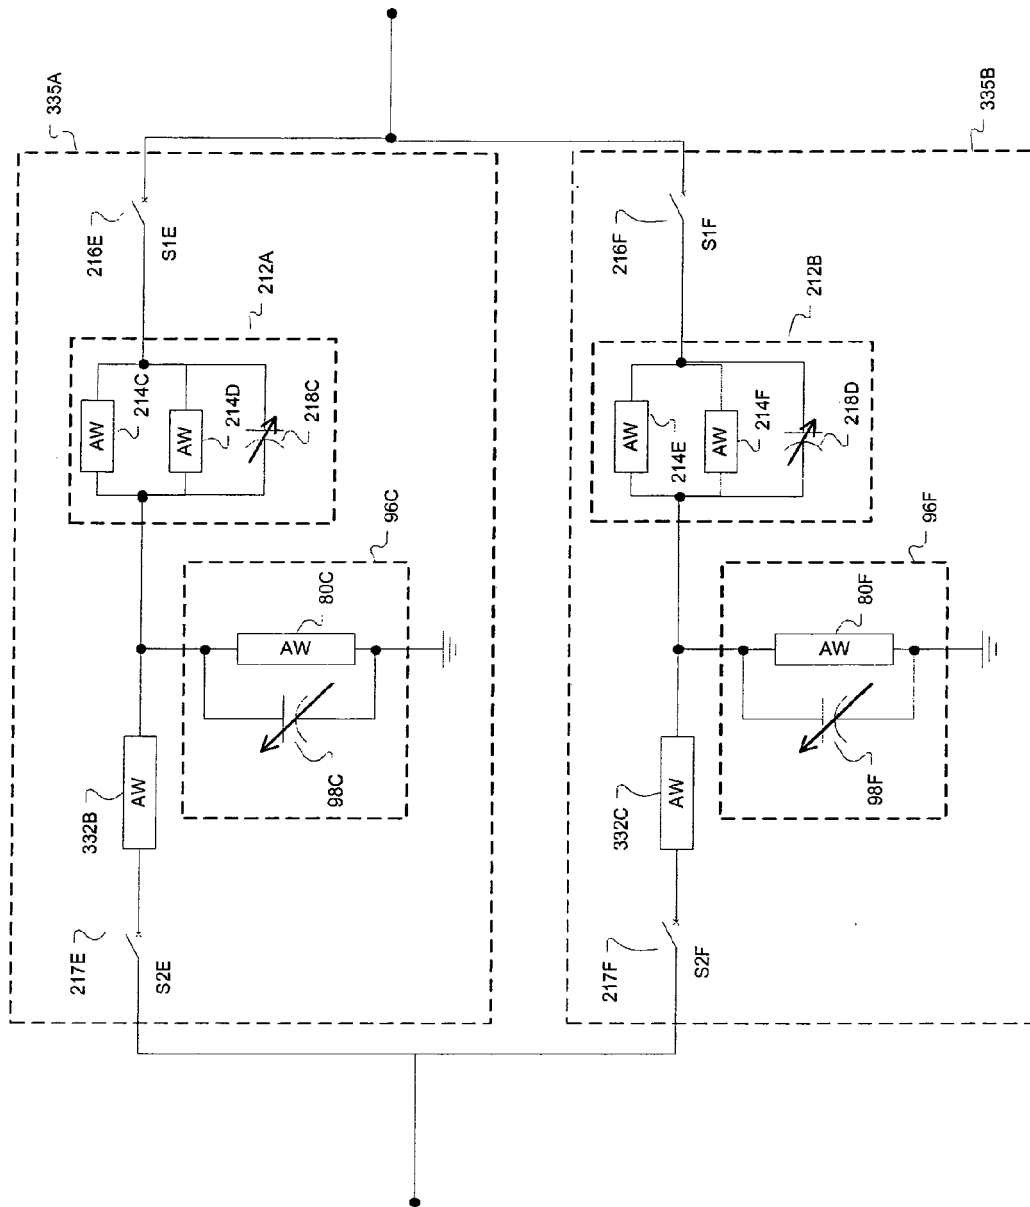 335A
216E
S1E
212A
AW
214C
AW
214D
218C
96C
80C
AW
98C
332B
AW
217E
S2E
335B
216F
S1F
212B
AW
214E
AW
214F
218D
96F
80F
AW
98F
332C
AW
217F
S2F